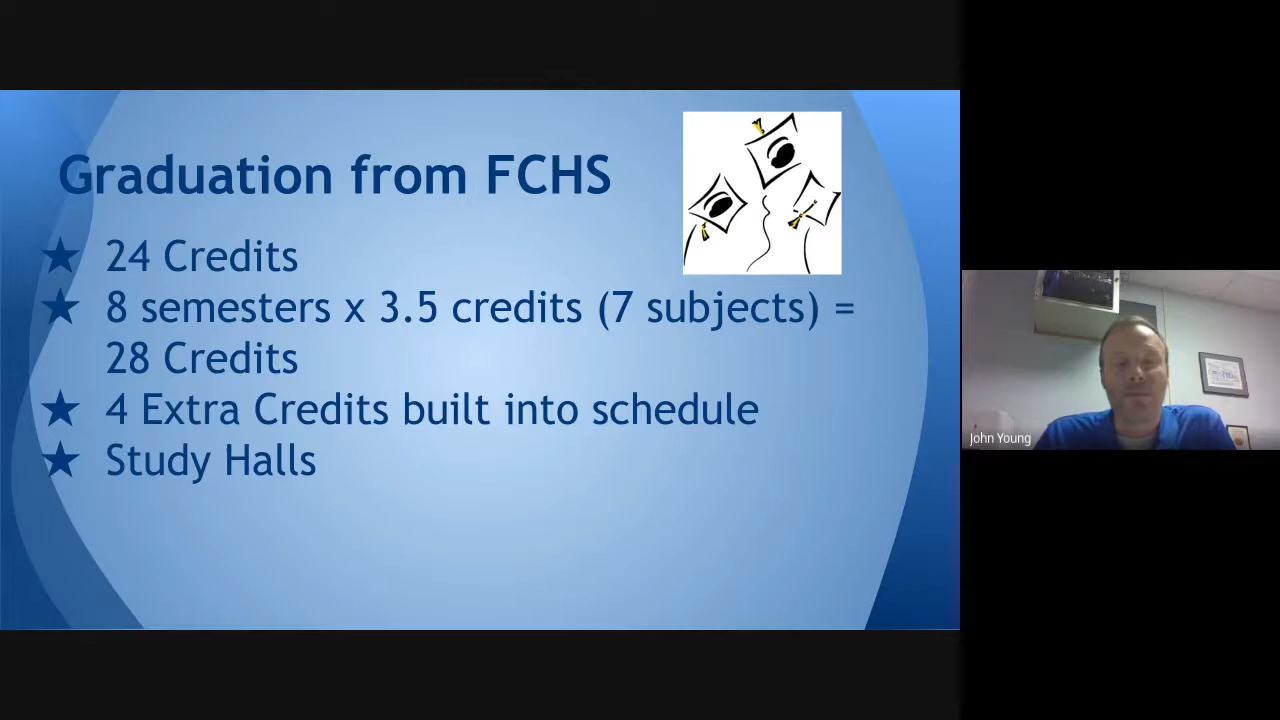 Graduation from FCHS
★ 24 Credits
★ 8 semesters x 3.5 credits (7 subjects) =
28 Credits
★ 4 Extra Credits built into schedule
★ Study Halls
John Young